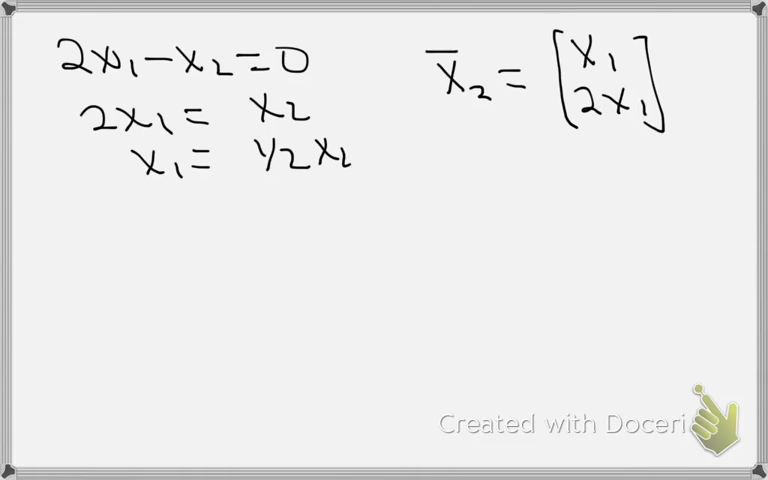 2x₁ - x₂ = 0
2x₁ = x₂
x₁ = 1/2 x₂
x̄₂ = [x₁
2x₁]
Created with Doceri